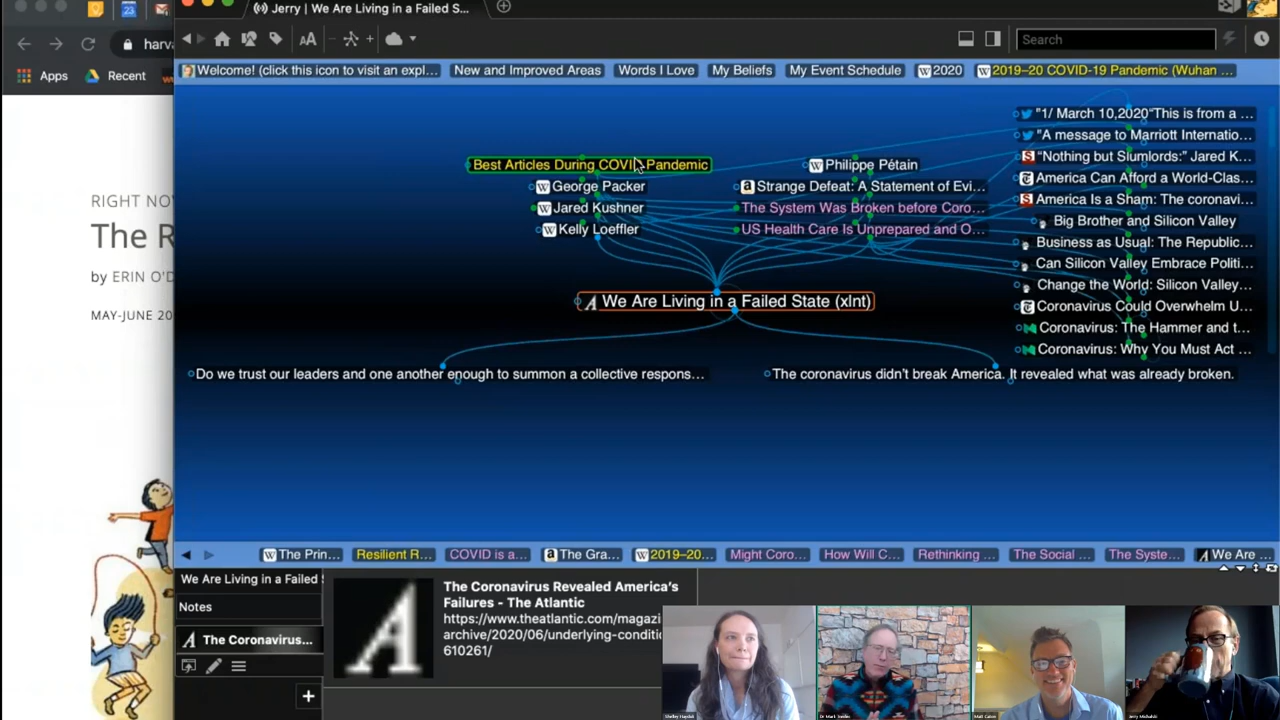 Jerry | We Are Living in a Failed S...
23
harv
Apps
Recent
AA
Search
Welcome! (click this icon to visit an expl...
New and Improved Areas
Words I Love
My Beliefs
My Event Schedule
2020
2019–20 COVID-19 Pandemic (Wuhan ...
RIGHT NO
The R
by ERIN O'D
MAY-JUNE 20
Best Articles During COVID Pandemic
George Packer
Jared Kushner
Kelly Loeffler
Philippe Pétain
Strange Defeat: A Statement of Evi...
The System Was Broken before Coro...
US Health Care Is Unprepared and O...
"1/ March 10,2020“This is from a ...
"A message to Marriott Internatio...
“Nothing but Slumlords:” Jared K...
America Can Afford a World-Clas...
America Is a Sham: The coronavi...
Big Brother and Silicon Valley
Business as Usual: The Republic...
Can Silicon Valley Embrace Politi...
Change the World: Silicon Valley...
Coronavirus Could Overwhelm U...
Coronavirus: The Hammer and t...
Coronavirus: Why You Must Act ...
We Are Living in a Failed State (xlnt)
Do we trust our leaders and one another enough to summon a collective respons...
The coronavirus didn't break America. It revealed what was already broken.
The Prin...
Resilient R...
COVID is a...
The Gra...
2019–20...
Might Coro...
How Will C...
Rethinking ...
The Social ...
The Syste...
We Are ...
We Are Living in a Failed S
Notes
The Coronavirus...
The Coronavirus Revealed America's
Failures - The Atlantic
https://www.theatlantic.com/magazi
archive/2020/06/underlying-conditio
610261/